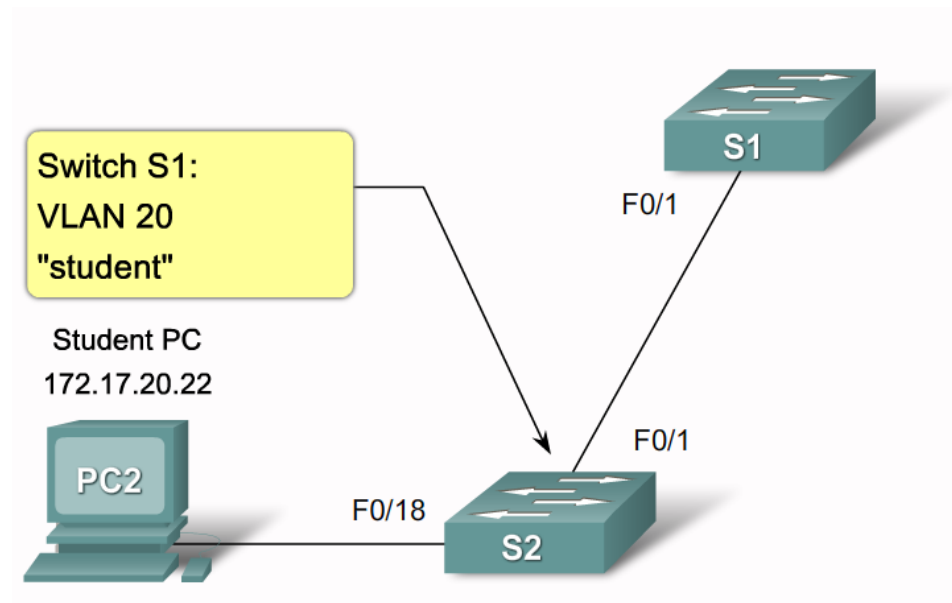 S1
F0/1
Switch S1:
VLAN 20
"student"
Student PC
172.17.20.22
PC2
F0/18
F0/1
S2